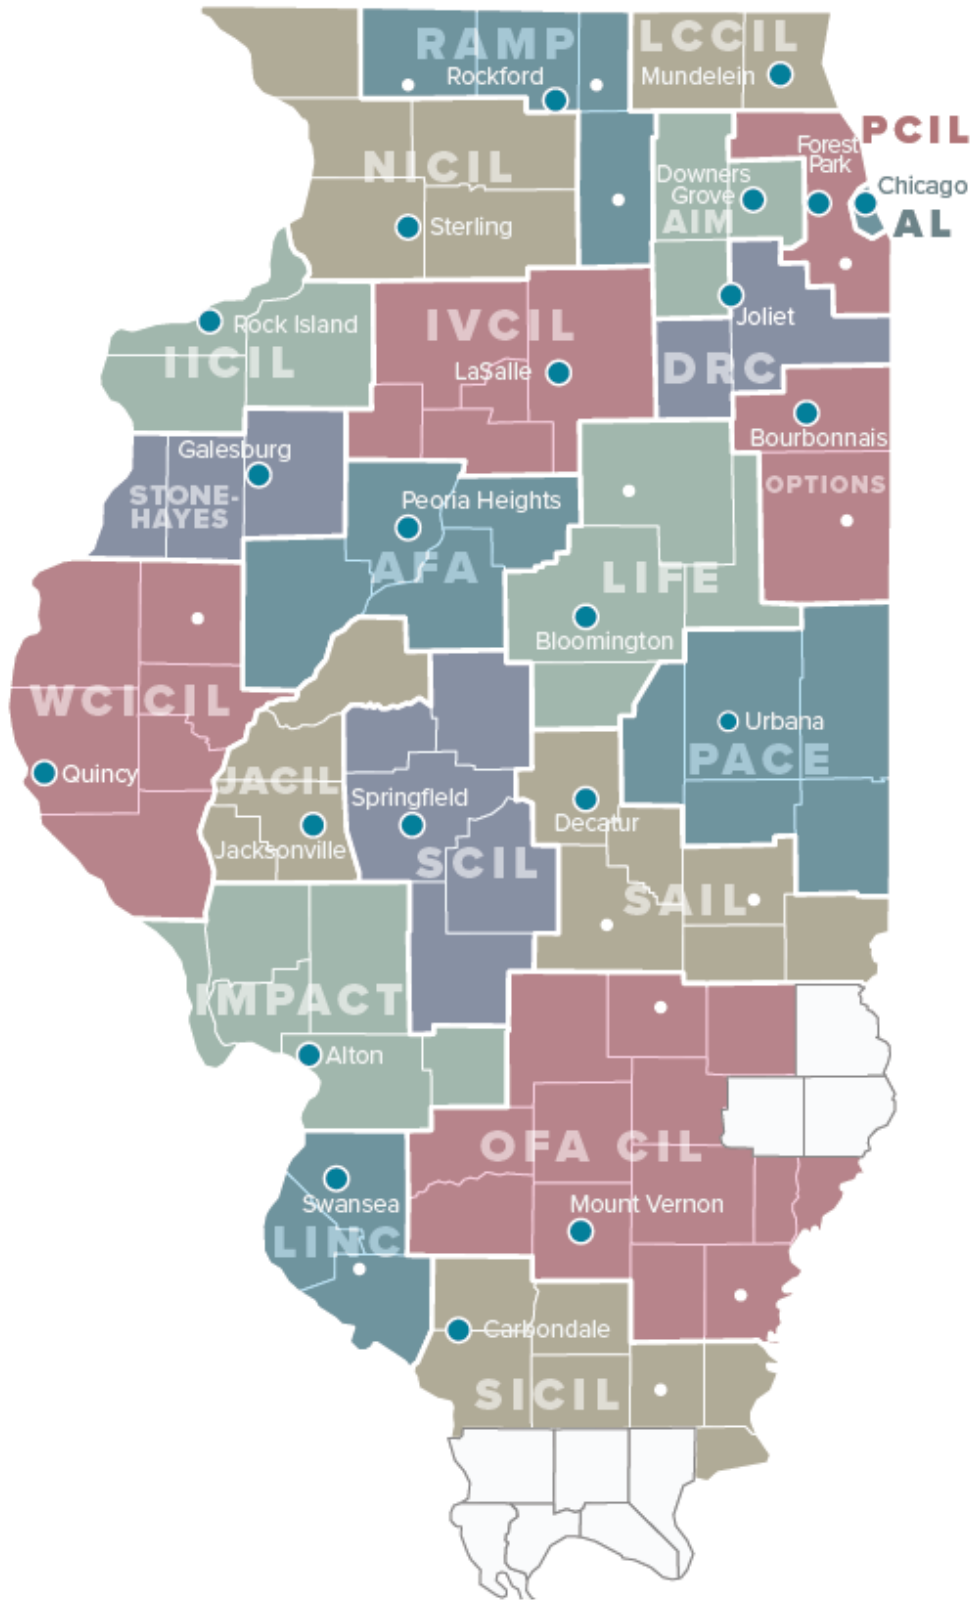 RAMP
Rockford
LCCIL
Mundelein
PCIL
Forest
Park
Chicago
AL
NICIL
Sterling
Downers
Grove
AIM
Rock Island
IICIL
IVCIL
LaSalle
Joliet
DRC
Bourbonnais
OPTIONS
Galesburg
STONE-
HAYES
Peoria Heights
AFA
LIFE
Bloomington
WCICIL
Quincy
Urbana
PACE
JACIL
Jacksonville
Springfield
SCIL
Decatur
SAIL
IMPACT
Alton
OFA CIL
Mount Vernon
Swansea
LINC
Carbondale
SICIL